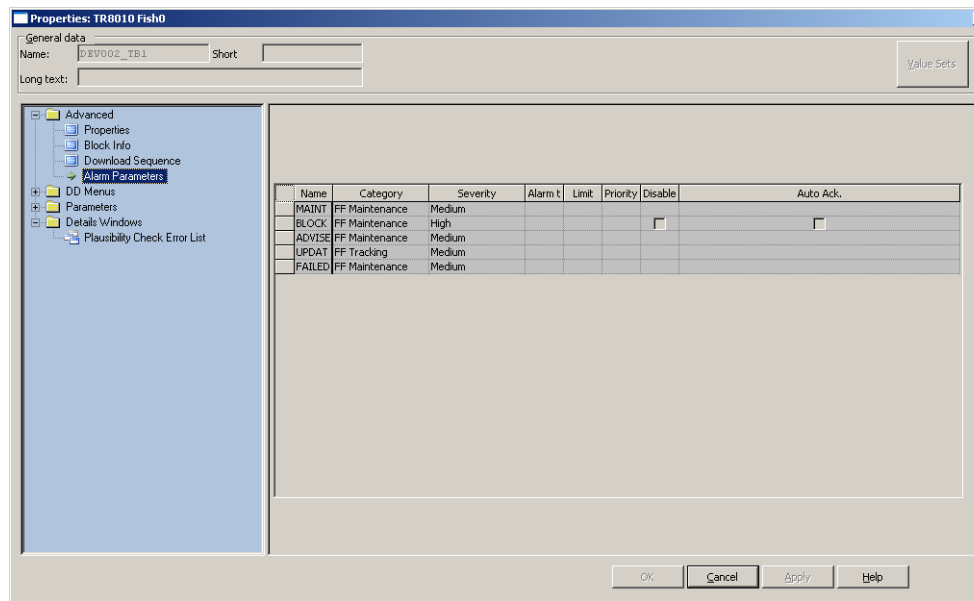 Properties: TR8010 Fish0
General data
Name: DEV002_TB1 Short
Value Sets
Long text:
Advanced
Properties
Block Info
Download Sequence
Alarm Parameters
DD Menus
Parameters
Details Windows
Plausibility Check Error List
Name Category Severity Alarm t Limit Priority Disable Auto Ack.
MAINT FF Maintenance Medium
BLOCK FF Maintenance High
ADVISE FF Maintenance Medium
UPDAT FF Tracking Medium
FAILED FF Maintenance Medium
OK Cancel Apply Help